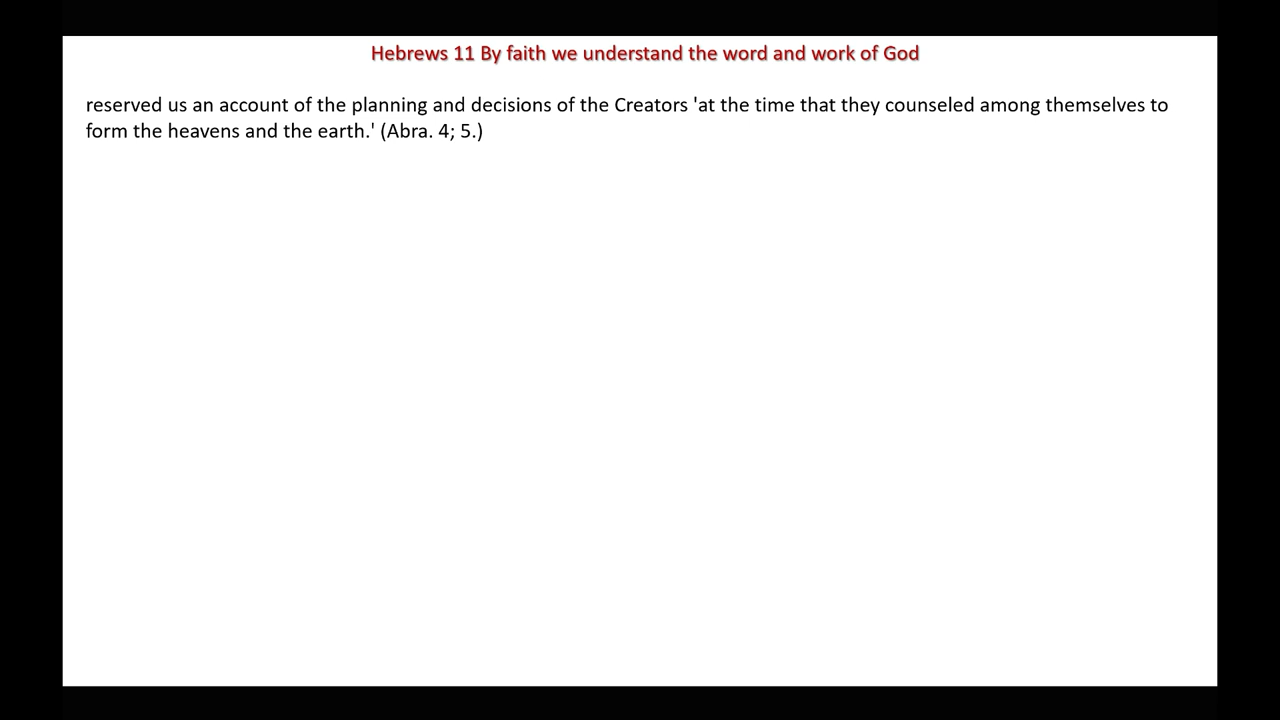 Hebrews 11 By faith we understand the word and work of God
reserved us an account of the planning and decisions of the Creators 'at the time that they counseled among themselves to
form the heavens and the earth.' (Abra. 4; 5.)